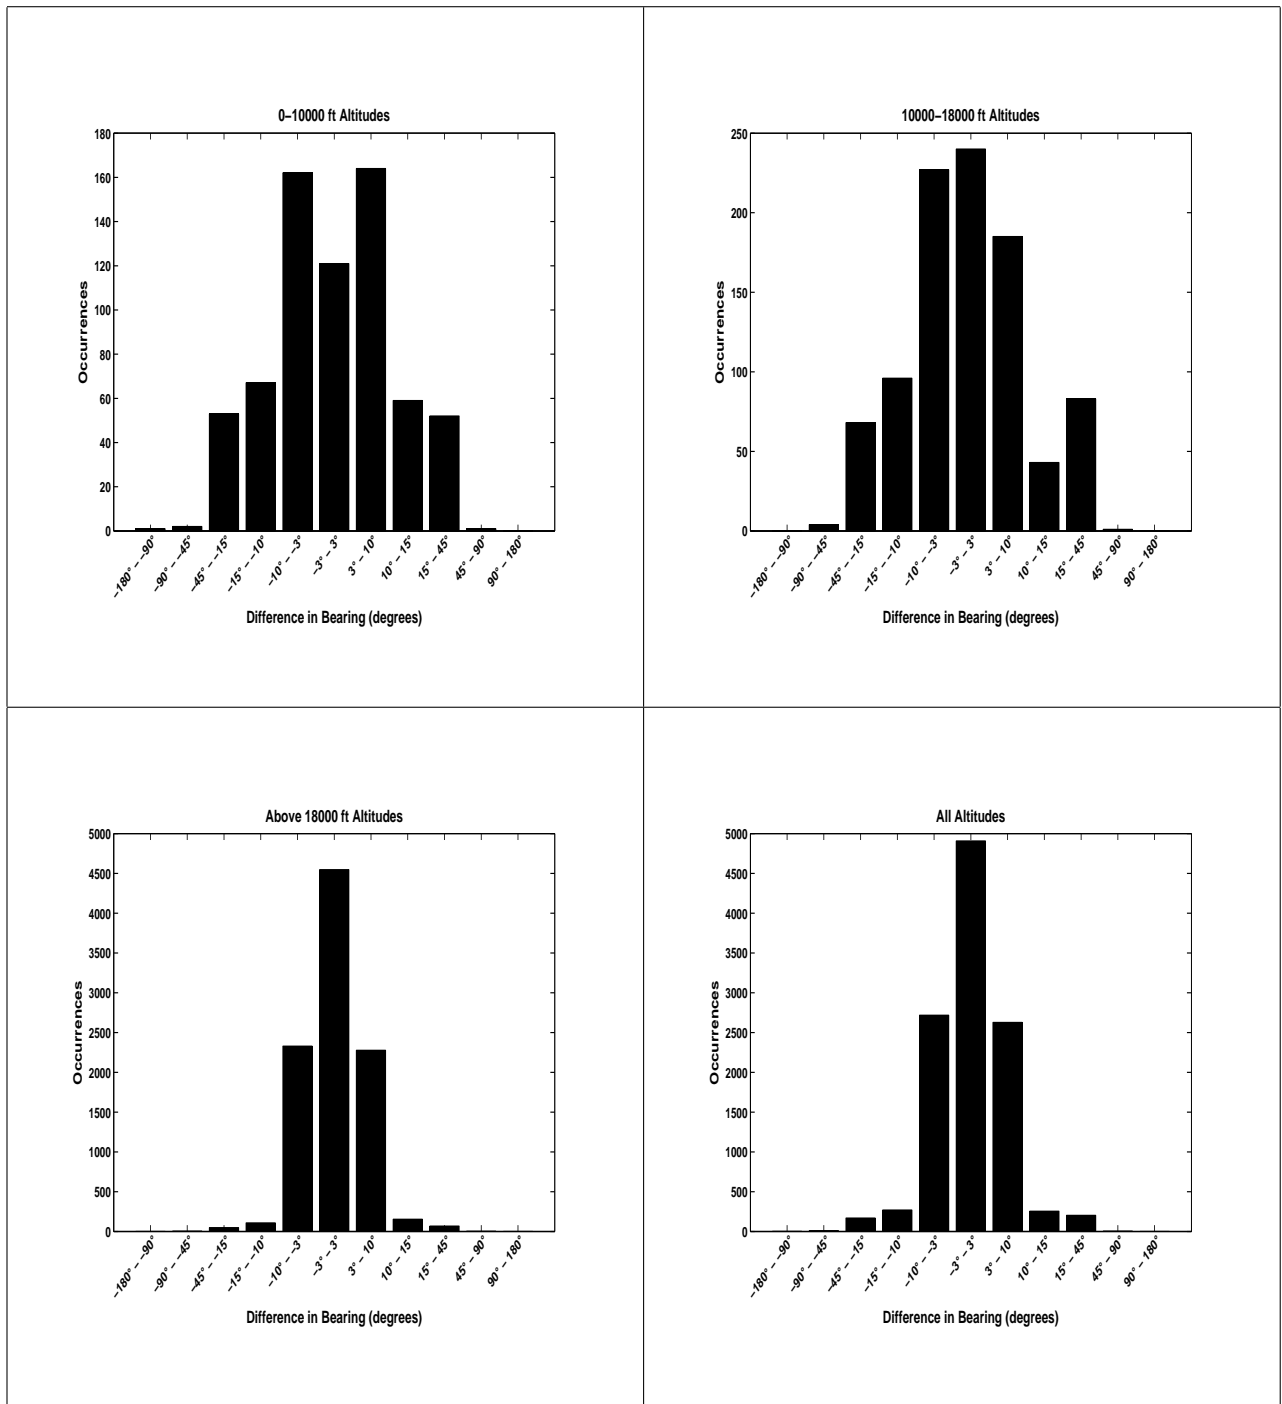 0–10000 ft Altitudes
180
160
140
120
100
80
60
40
20
0
Occurrences
–180° – –90°
–90° – –45°
–45° – –15°
–15° – –10°
–10° – –3°
–3° – 3°
3° – 10°
10° – 15°
15° – 45°
45° – 90°
90° – 180°
Difference in Bearing (degrees)
10000–18000 ft Altitudes
250
200
150
100
50
0
Occurrences
–180° – –90°
–90° – –45°
–45° – –15°
–15° – –10°
–10° – –3°
–3° – 3°
3° – 10°
10° – 15°
15° – 45°
45° – 90°
90° – 180°
Difference in Bearing (degrees)
Above 18000 ft Altitudes
5000
4500
4000
3500
3000
2500
2000
1500
1000
500
0
Occurrences
–180° – –90°
–90° – –45°
–45° – –15°
–15° – –10°
–10° – –3°
–3° – 3°
3° – 10°
10° – 15°
15° – 45°
45° – 90°
90° – 180°
Difference in Bearing (degrees)
All Altitudes
5000
4500
4000
3500
3000
2500
2000
1500
1000
500
0
Occurrences
–180° – –90°
–90° – –45°
–45° – –15°
–15° – –10°
–10° – –3°
–3° – 3°
3° – 10°
10° – 15°
15° – 45°
45° – 90°
90° – 180°
Difference in Bearing (degrees)